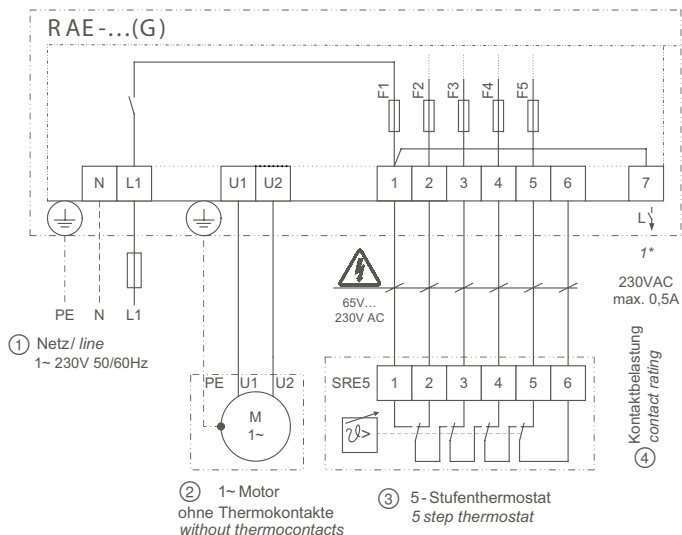 RAE-...(G)
F1 F2 F3 F4 F5
N L1 U1 U2 1 2 3 4 5 6 7
L
1*
230VAC
max. 0,5A
65V...
230V AC
PE N L1
1 Netz/ line
1~ 230V 50/60Hz
PE U1 U2
M
1~
SRE5 1 2 3 4 5 6
ϑ>
Kontaktbelastung
contact rating
4
2 1~ Motor
ohne Thermokontakte
without thermocontacts
3 5-Stufenthermostat
5 step thermostat